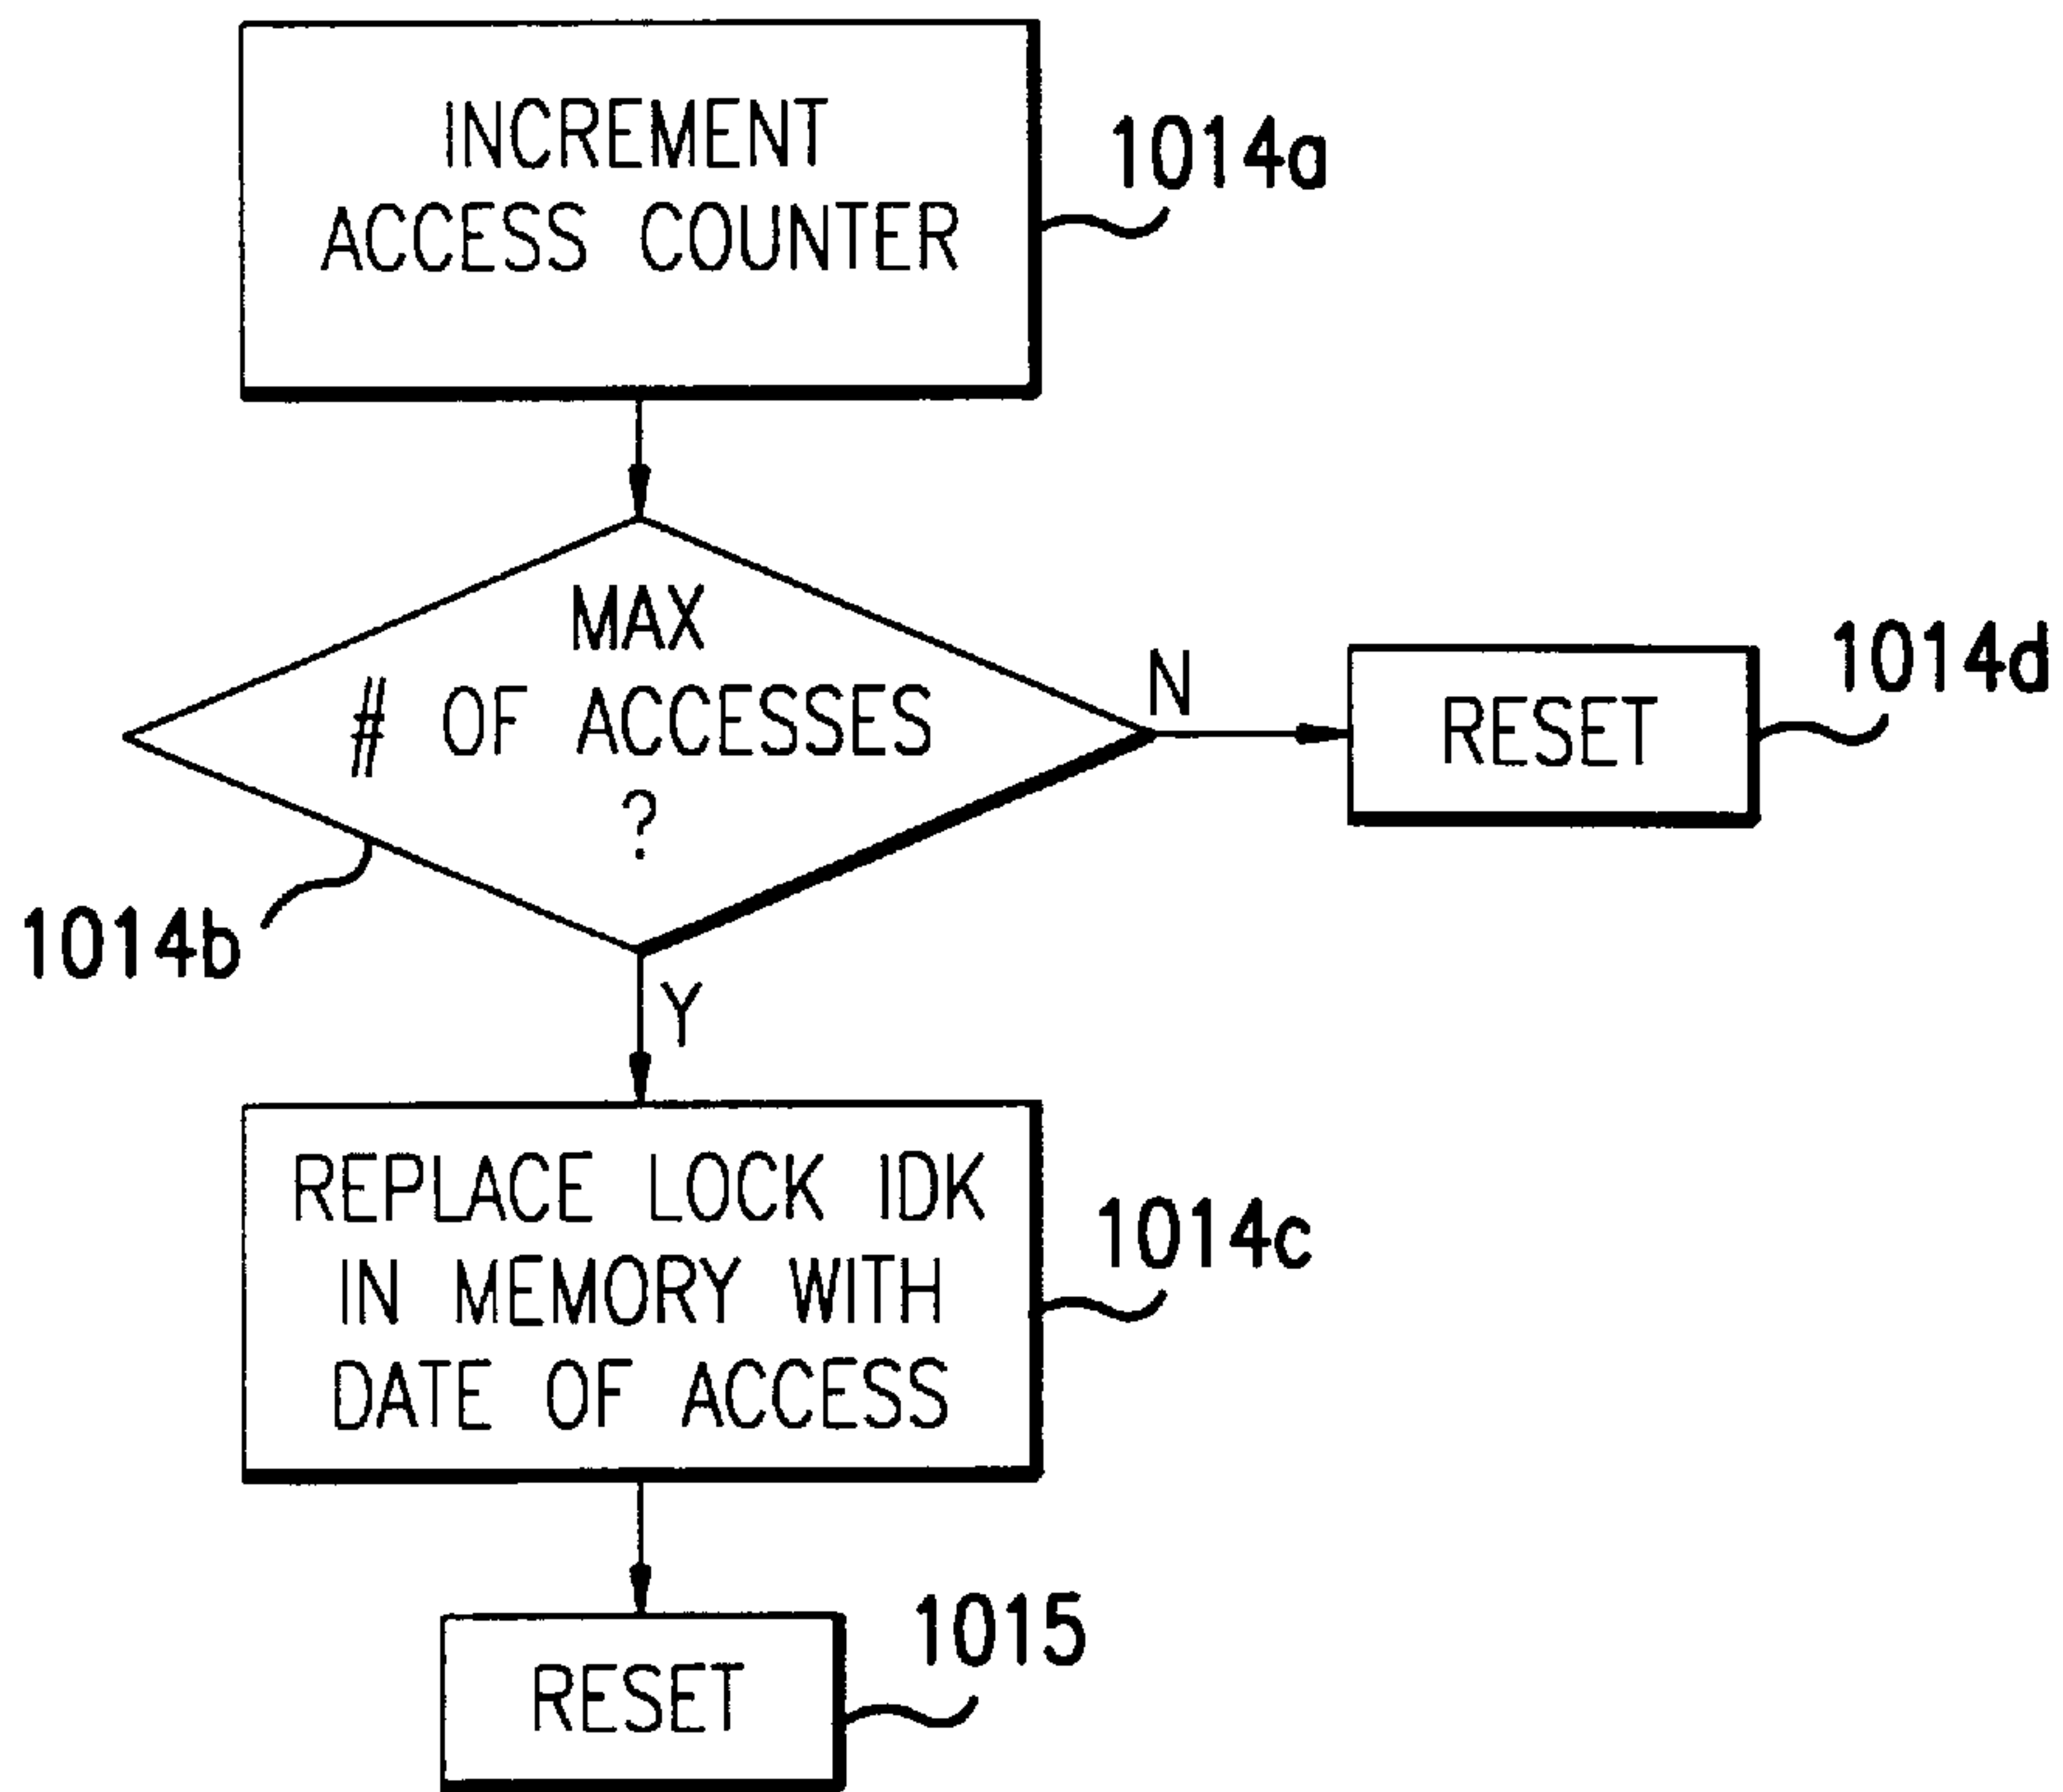 INCREMENT
ACCESS COUNTER
1014a
MAX
# OF ACCESSES
?
1014b
N
RESET
1014d
Y
REPLACE LOCK IDK
IN MEMORY WITH
DATE OF ACCESS
1014c
RESET
1015